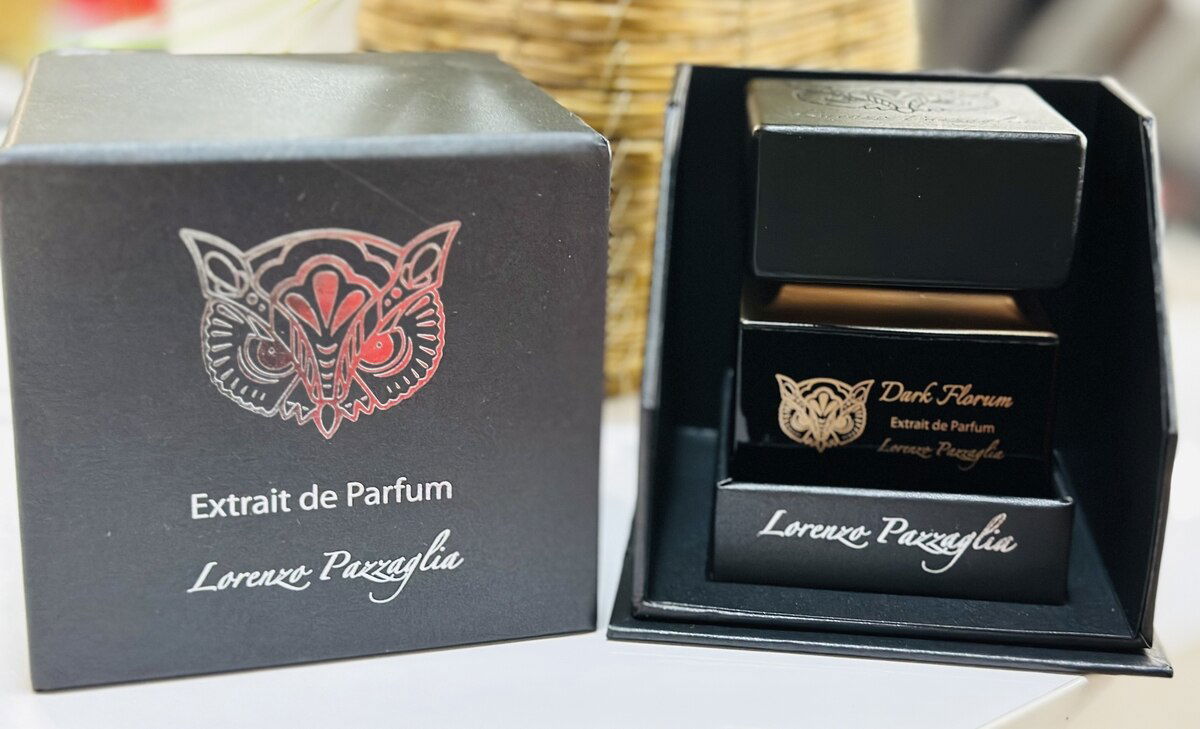 Extrait de Parfum
Lorenzo Pazzaglia
Dark Florum
Extrait de Parfum
Lorenzo Pazzaglia
Lorenzo Pazzaglia